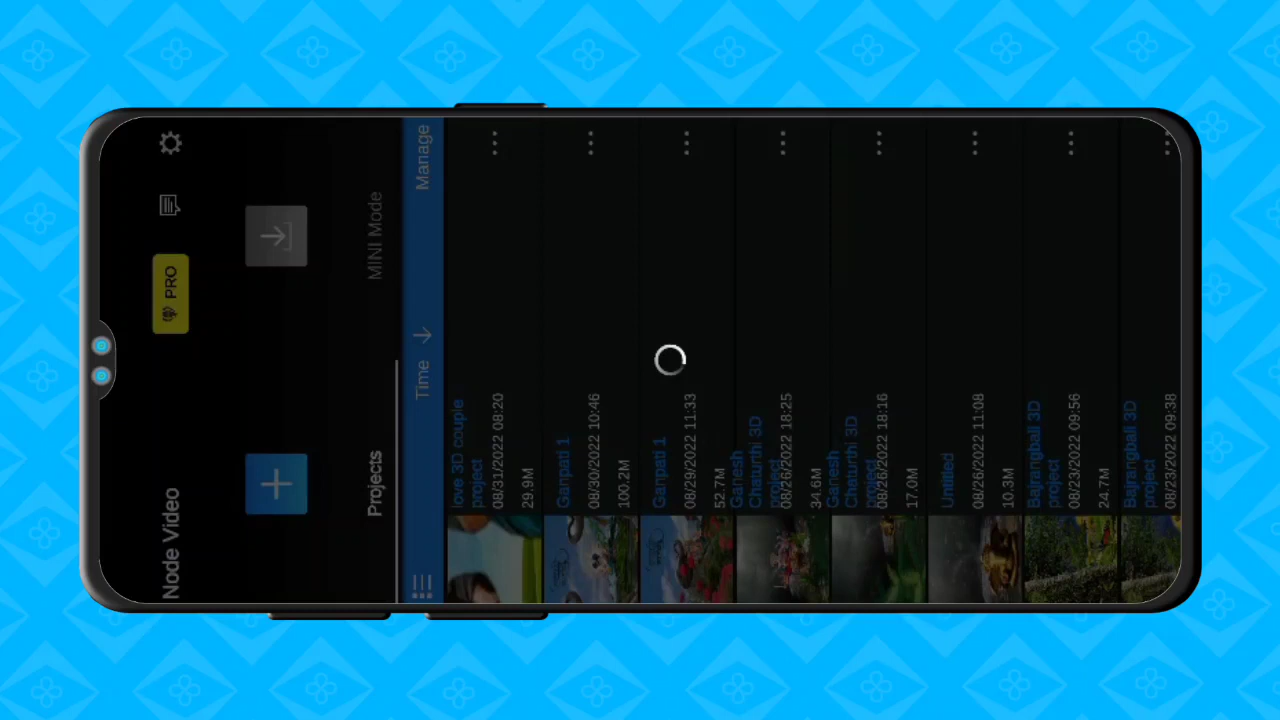 Node Video
PRO
Projects
MINI Mode
Time
Manage
love 3D couple
project
08/31/2022 08:20
29.9M
Ganpati 1
08/30/2022 10:46
100.2M
Ganpati 1
08/29/2022 11:33
52.7M
Ganesh
Chaturthi 3D
project
08/26/2022 18:25
34.6M
Ganesh
Chaturthi 3D
project
08/26/2022 18:16
17.0M
Untitled
08/26/2022 11:08
10.3M
Bajrangbali 3D
project
08/23/2022 09:56
24.7M
Bajrangbali 3D
project
08/23/2022 09:38